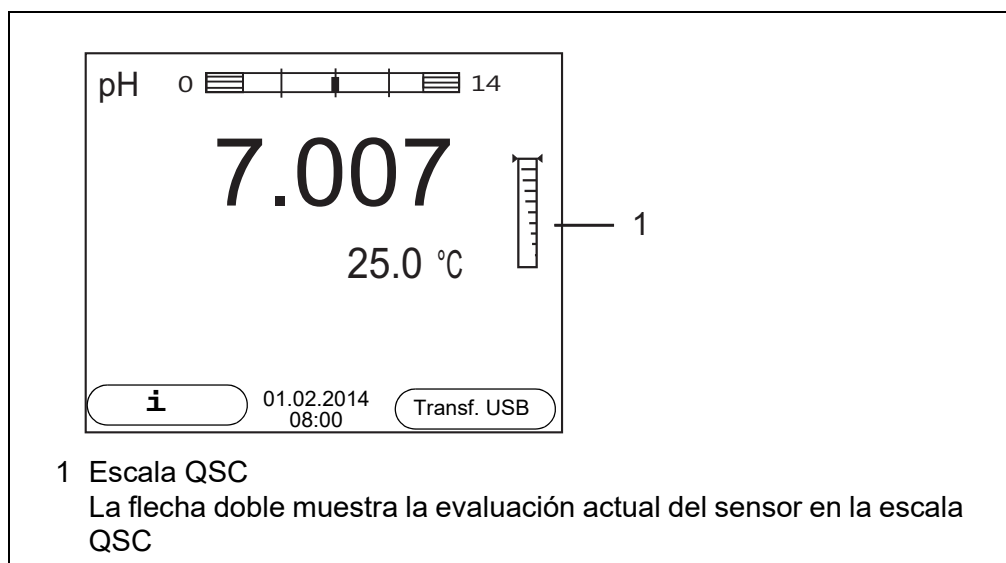 pH 0 14
7.007
25.0 °C
1
i 01.02.2014 Transf. USB
08:00
1 Escala QSC
La flecha doble muestra la evaluación actual del sensor en la escala
QSC